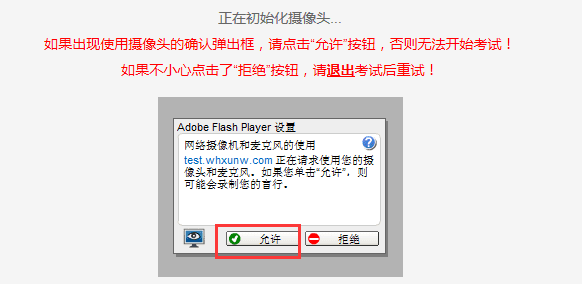 正在初始化摄像头...
如果出现使用摄像头的确认弹出框，请点击“允许”按钮，否则无法开始考试！
如果不小心点击了“拒绝”按钮，请退出考试后重试！
Adobe Flash Player 设置
网络摄像机和麦克风的使用
test.whxunw.com 正在请求使用您的摄
像头和麦克风。如果您单击“允许”，则
可能会录制您的言行。
允许
拒绝